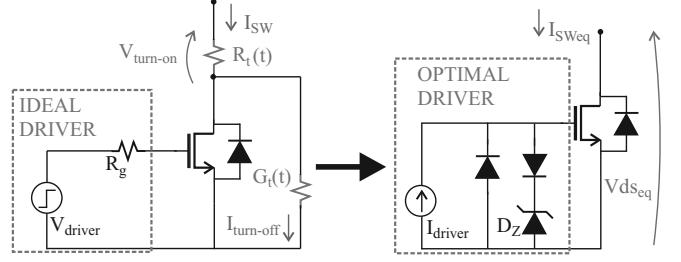 I_SW
V_turn-on
R_t(t)
IDEAL
DRIVER
R_g
G_t(t)
V_driver
I_turn-off
I_SWeq
OPTIMAL
DRIVER
D_Z
I_driver
Vds_eq